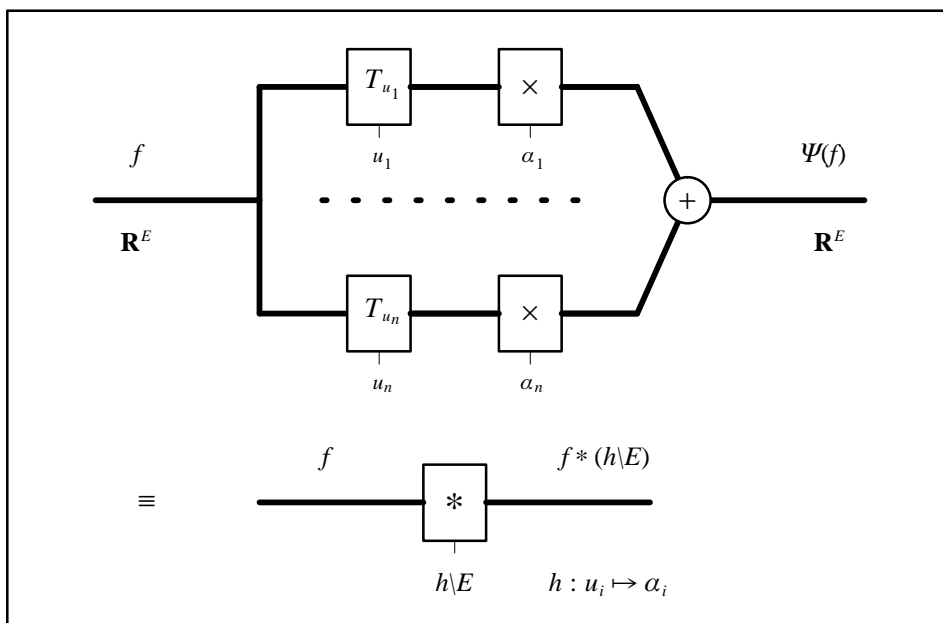 T_{u_1} × T
f u_1 α_1 Ψ(f)
+
R^E R^E
T_{u_n} ×
u_n α_n
f f * (h\E)
≡ *
h\E h : u_i ↦ α_i